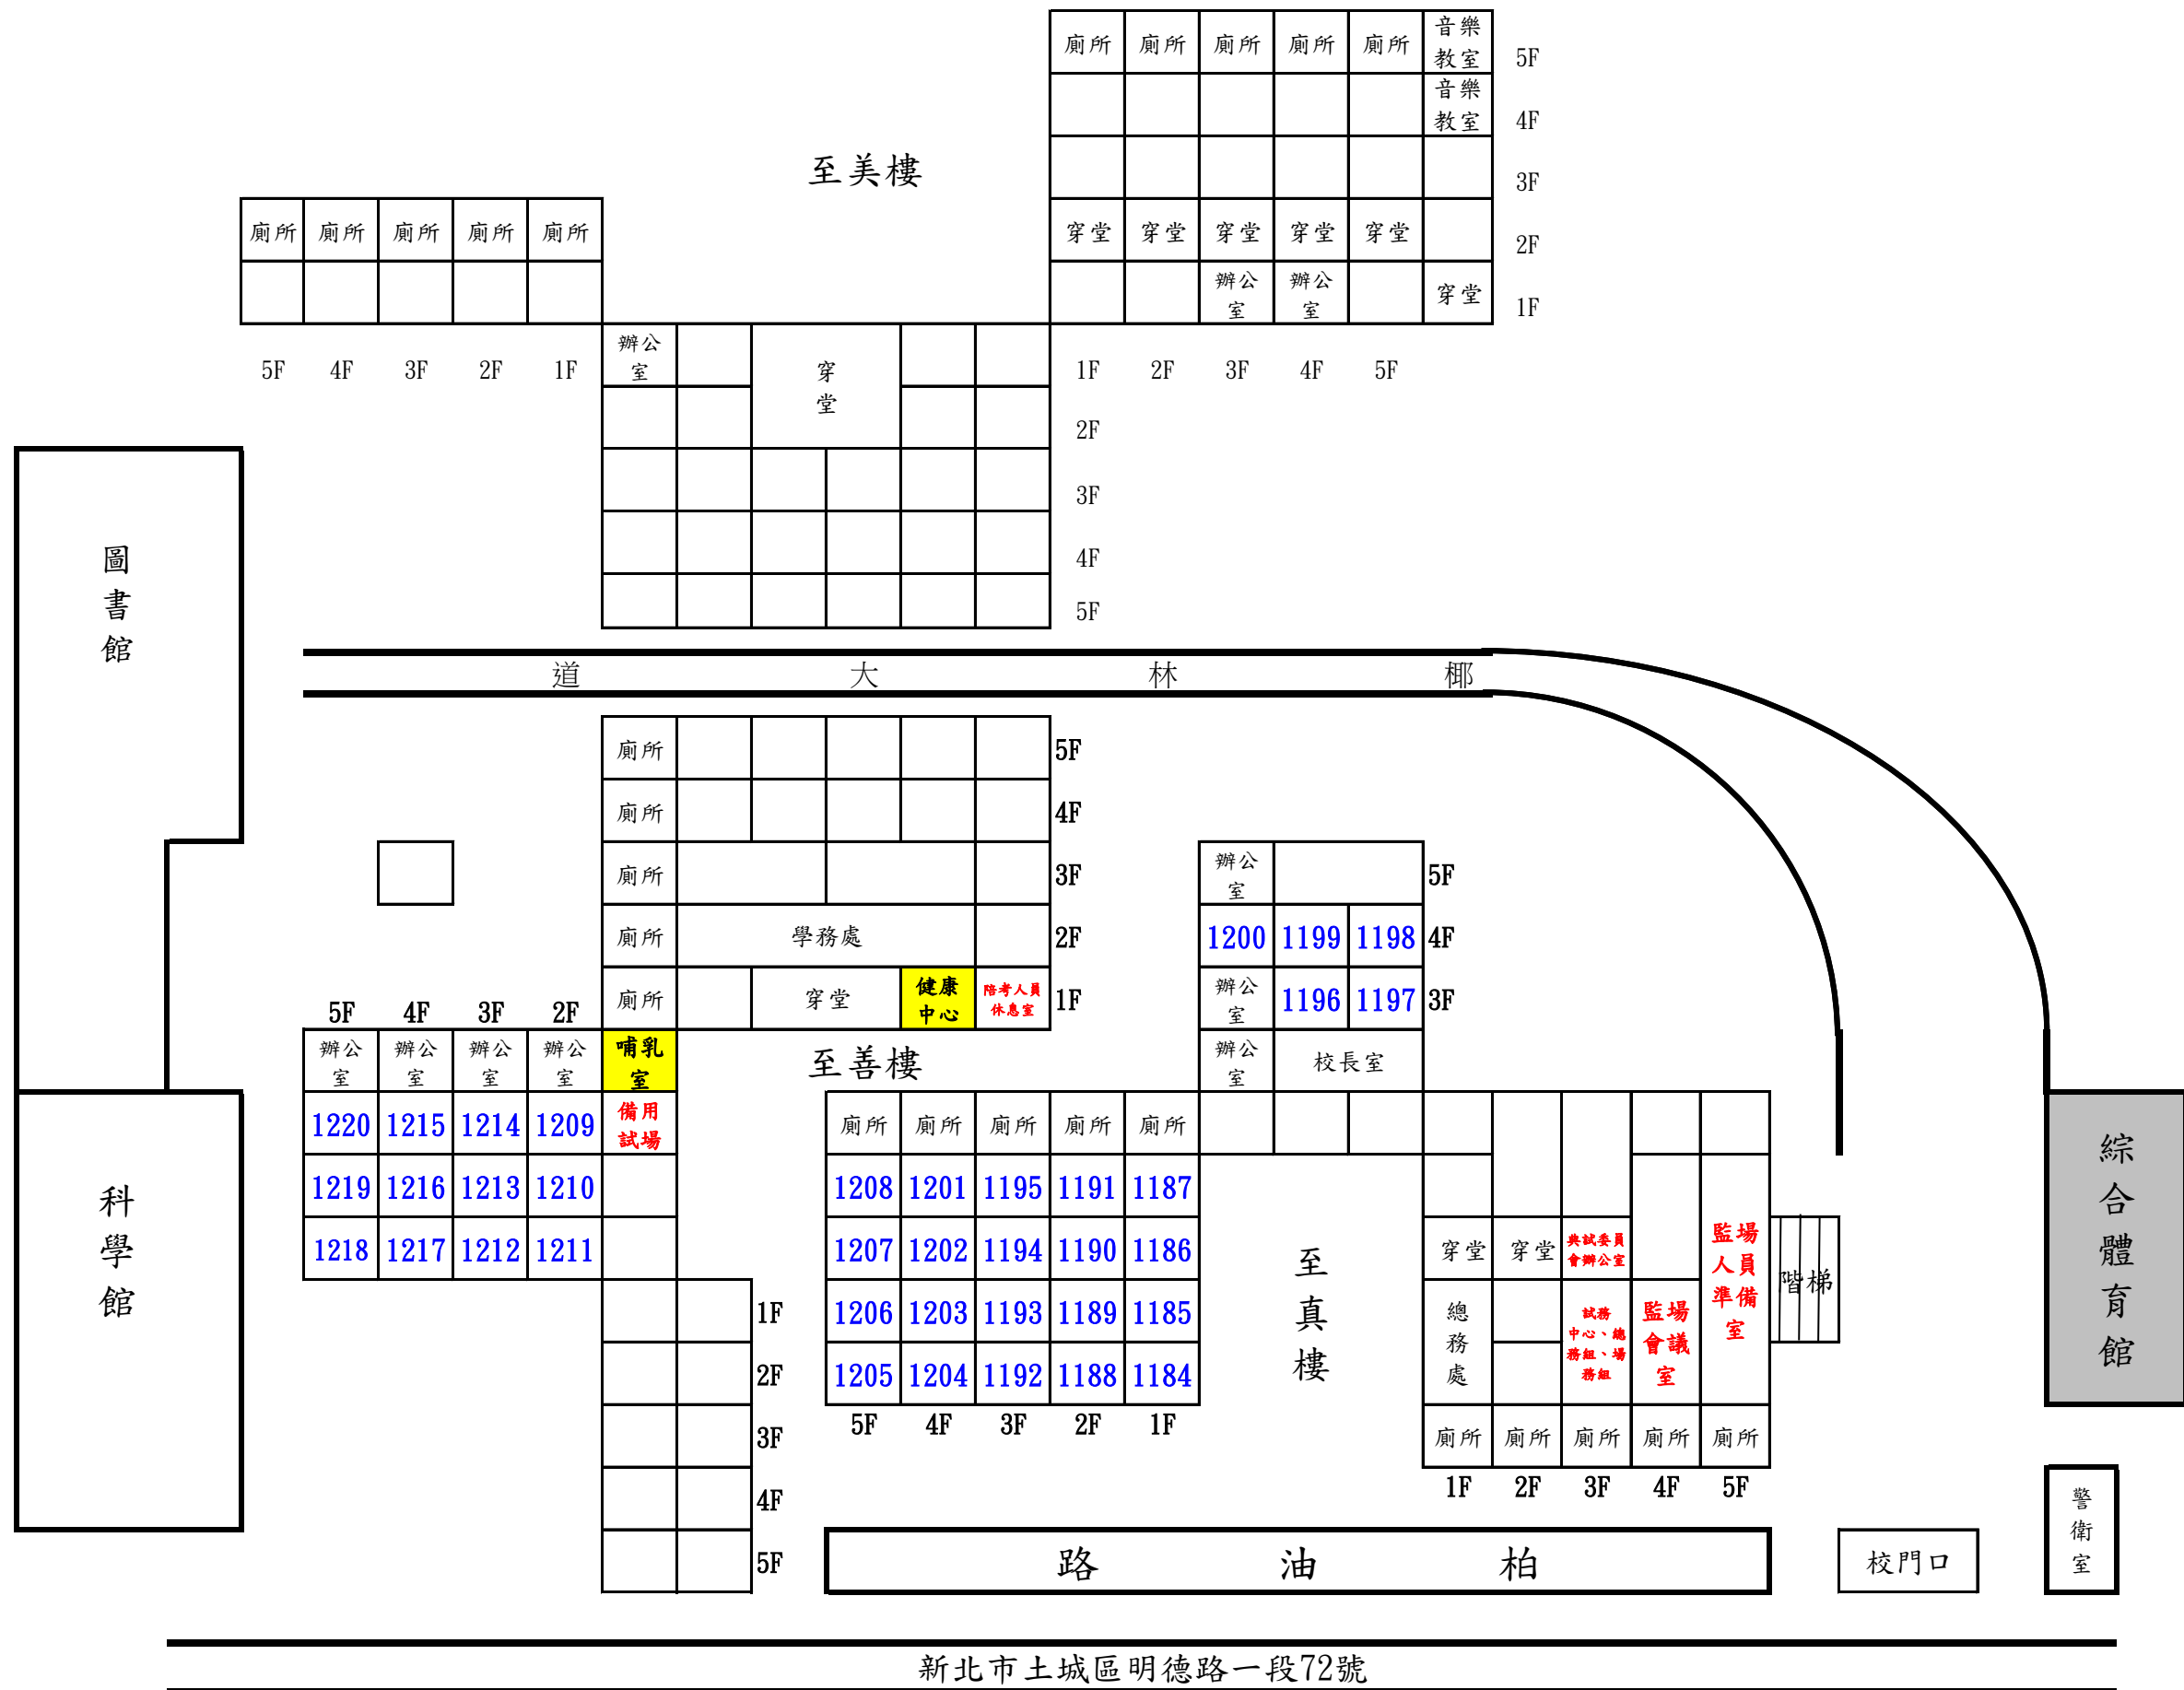 廁所 廁所 廁所 廁所 廁所 音樂教室 5F
音樂教室 4F
至美樓
3F
廁所 廁所 廁所 廁所 廁所
穿堂 穿堂 穿堂 穿堂 穿堂 2F
辦公室 辦公室 穿堂 1F
5F 4F 3F 2F 1F
辦公室 穿堂
1F 2F 3F 4F 5F
2F
3F
4F
5F
圖書館
道 大 林 椰
廁所 5F
廁所 4F
廁所 3F
廁所 學務處 2F
廁所 穿堂 健康中心 陪考人員休息室 1F
辦公室 5F
1200 1199 1198 4F
辦公室 1196 1197 3F
辦公室 校長室
5F 4F 3F 2F
辦公室 辦公室 辦公室 辦公室 哺乳室
至善樓
1220 1215 1214 1209 備用試場
1219 1216 1213 1210
1218 1217 1212 1211
1F
2F
3F
4F
5F
廁所 廁所 廁所 廁所 廁所
1208 1201 1195 1191 1187
1207 1202 1194 1190 1186
1206 1203 1193 1189 1185
1205 1204 1192 1188 1184
5F 4F 3F 2F 1F
至真樓
穿堂 穿堂 典試委員會辦公室
總務處
試務中心、總務組、場務組
監場會議室
監場人員準備室
階梯
廁所 廁所 廁所 廁所 廁所
1F 2F 3F 4F 5F
科學館
綜合體育館
警衛室
校門口
路 油 柏
新北市土城區明德路一段72號